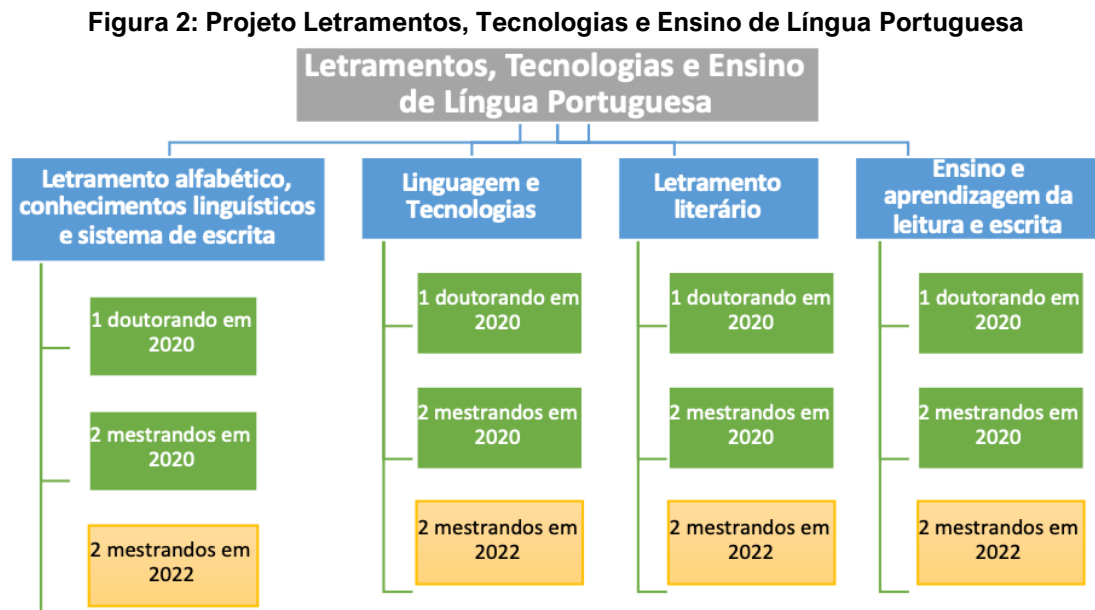 Figura 2: Projeto Letramentos, Tecnologias e Ensino de Língua Portuguesa
Letramentos, Tecnologias e Ensino
de Língua Portuguesa
Letramento alfabético,
conhecimentos linguísticos
e sistema de escrita
1 doutorando em
2020
2 mestrandos em
2020
2 mestrandos em
2022
Linguagem e
Tecnologias
1 doutorando em
2020
2 mestrandos em
2020
2 mestrandos em
2022
Letramento
literário
1 doutorando em
2020
2 mestrandos em
2020
2 mestrandos em
2022
Ensino e
aprendizagem da
leitura e escrita
1 doutorando em
2020
2 mestrandos em
2020
2 mestrandos em
2022